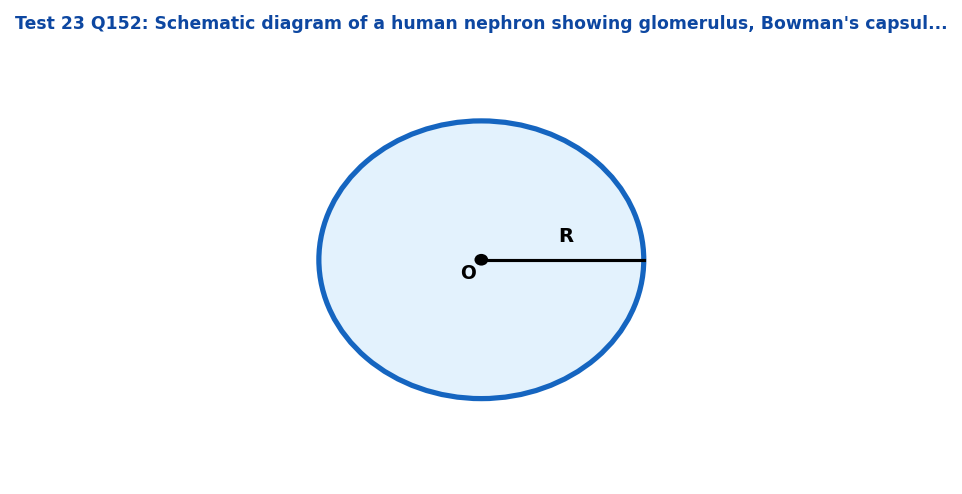 Test 23 Q152: Schematic diagram of a human nephron showing glomerulus, Bowman's capsul...
R
O